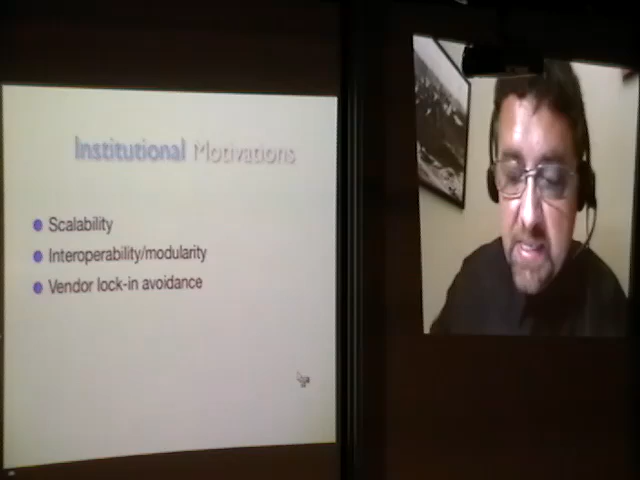 Institutional Motivations
Scalability
Interoperability/modularity
Vendor lock-in avoidance